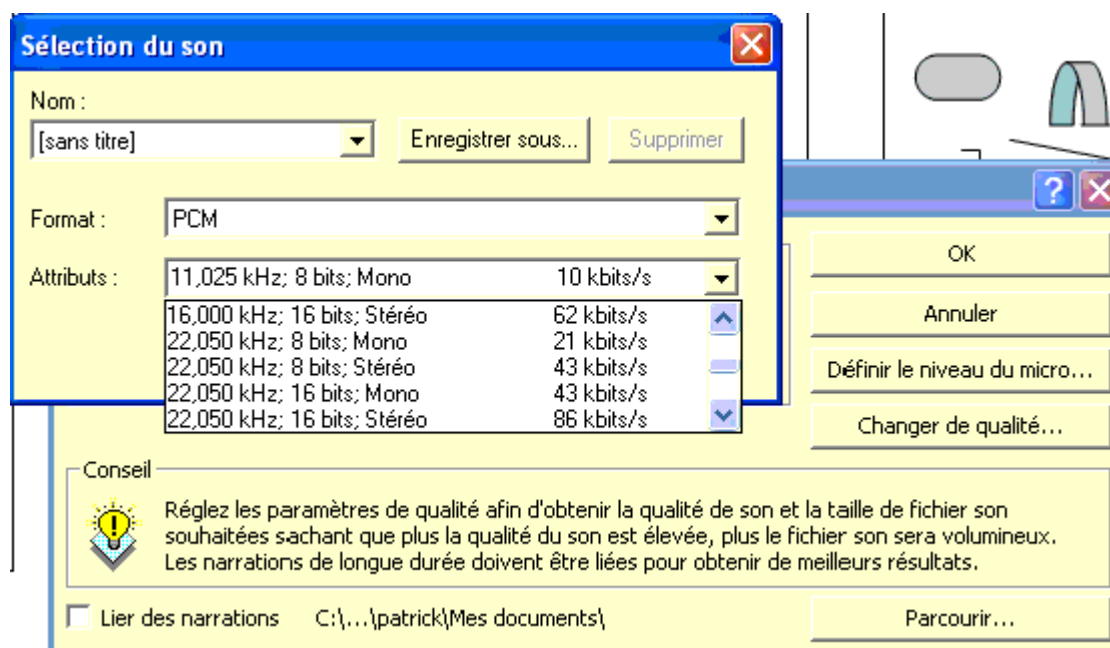 Sélection du son
Nom :
[sans titre]
Enregistrer sous...
Supprimer
Format :
PCM
Attributs :
11,025 kHz; 8 bits; Mono 10 kbits/s
16,000 kHz; 16 bits; Stéréo 62 kbits/s
22,050 kHz; 8 bits; Mono 21 kbits/s
22,050 kHz; 8 bits; Stéréo 43 kbits/s
22,050 kHz; 16 bits; Mono 43 kbits/s
22,050 kHz; 16 bits; Stéréo 86 kbits/s
?
OK
Annuler
Définir le niveau du micro...
Changer de qualité...
Conseil
Réglez les paramètres de qualité afin d'obtenir la qualité de son et la taille de fichier son
souhaitées sachant que plus la qualité du son est élevée, plus le fichier son sera volumineux.
Les narrations de longue durée doivent être liées pour obtenir de meilleurs résultats.
Lier des narrations C:\...\patrick\Mes documents\
Parcourir...